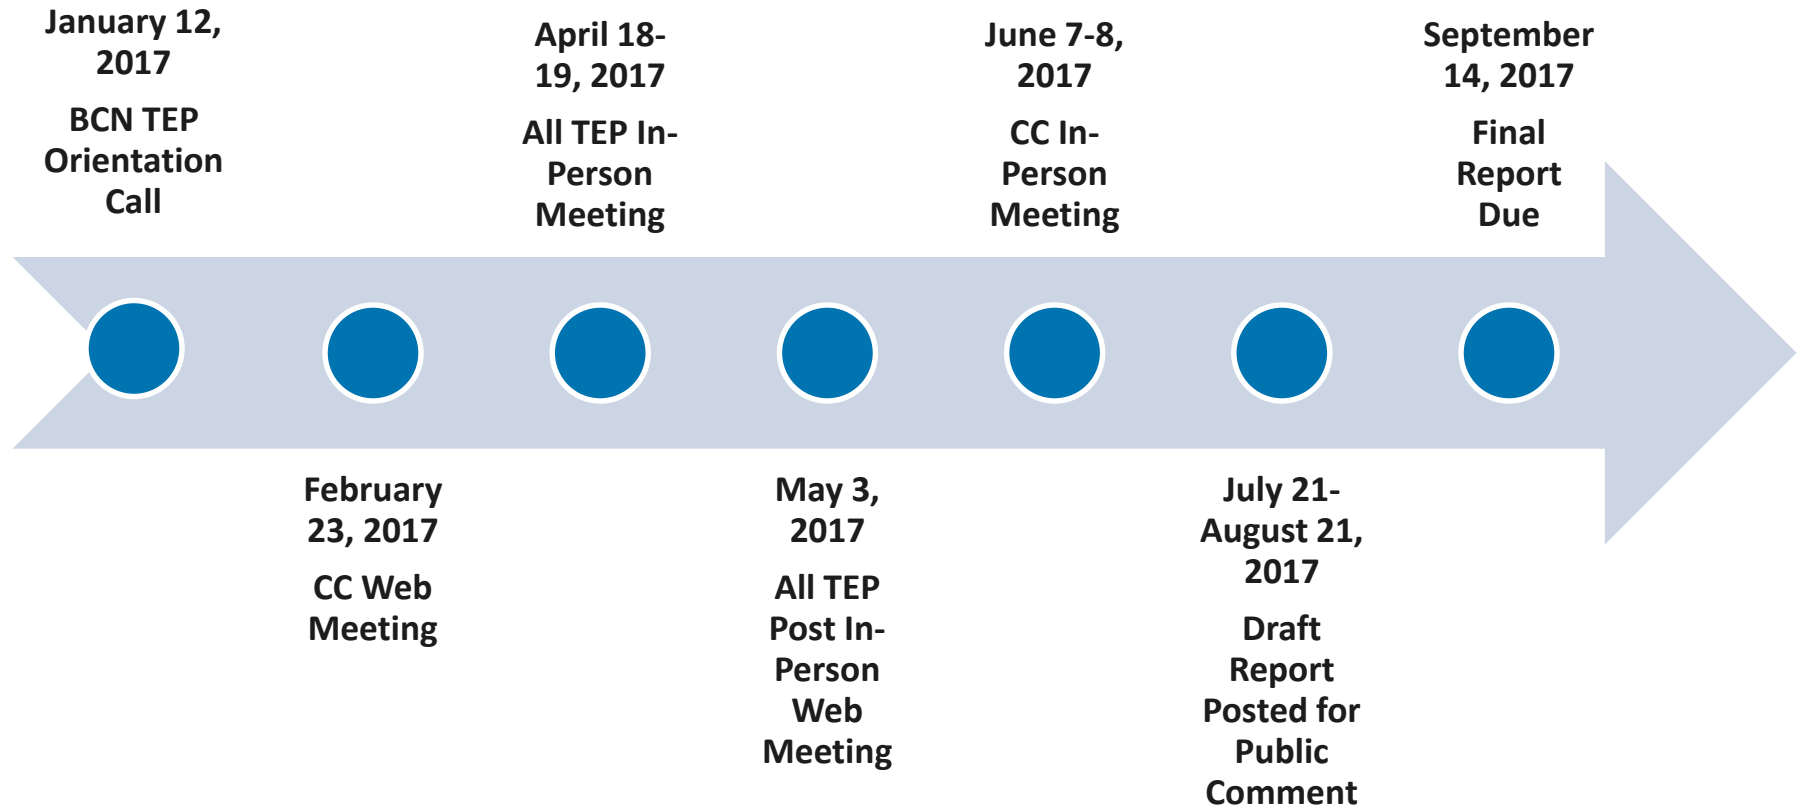 January 12,
2017
BCN TEP
Orientation
Call
February
23, 2017
CC Web
Meeting
April 18-
19, 2017
All TEP In-
Person
Meeting
May 3,
2017
All TEP
Post In-
Person
Web
Meeting
June 7-8,
2017
CC In-
Person
Meeting
July 21-
August 21,
2017
Draft
Report
Posted for
Public
Comment
September
14, 2017
Final
Report
Due